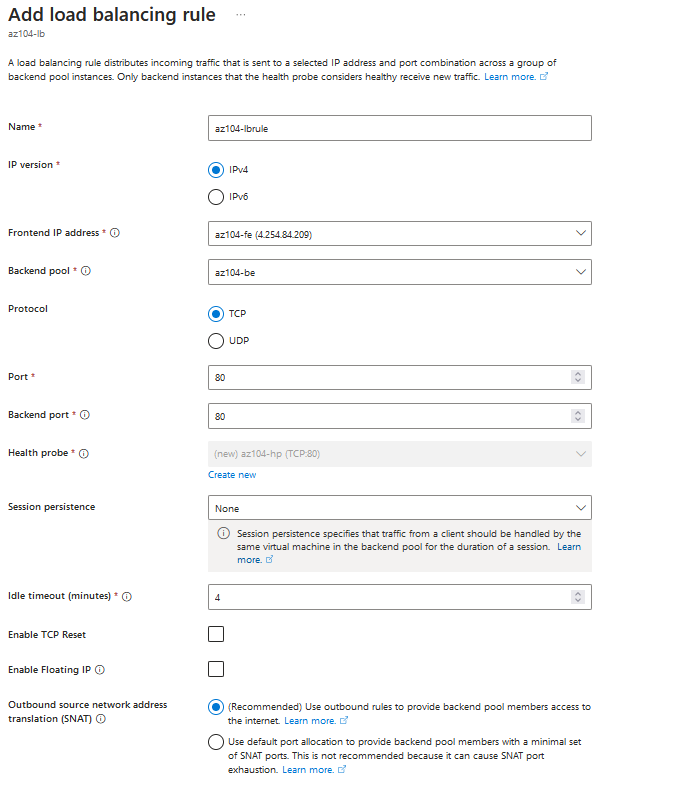 Add load balancing rule ...
az104-lb
A load balancing rule distributes incoming traffic that is sent to a selected IP address and port combination across a group of
backend pool instances. Only backend instances that the health probe considers healthy receive new traffic. Learn more.
Name *
az104-lbrule
IP version *
IPv4
IPv6
Frontend IP address *
az104-fe (4.254.84.209)
Backend pool *
az104-be
Protocol
TCP
UDP
Port *
80
Backend port *
80
Health probe *
(new) az104-hp (TCP:80)
Create new
Session persistence
None
Session persistence specifies that traffic from a client should be handled by the
same virtual machine in the backend pool for the duration of a session. Learn
more.
Idle timeout (minutes) *
4
Enable TCP Reset
Enable Floating IP
Outbound source network address
translation (SNAT)
(Recommended) Use outbound rules to provide backend pool members access to
the internet. Learn more.
Use default port allocation to provide backend pool members with a minimal set
of SNAT ports. This is not recommended because it can cause SNAT port
exhaustion. Learn more.